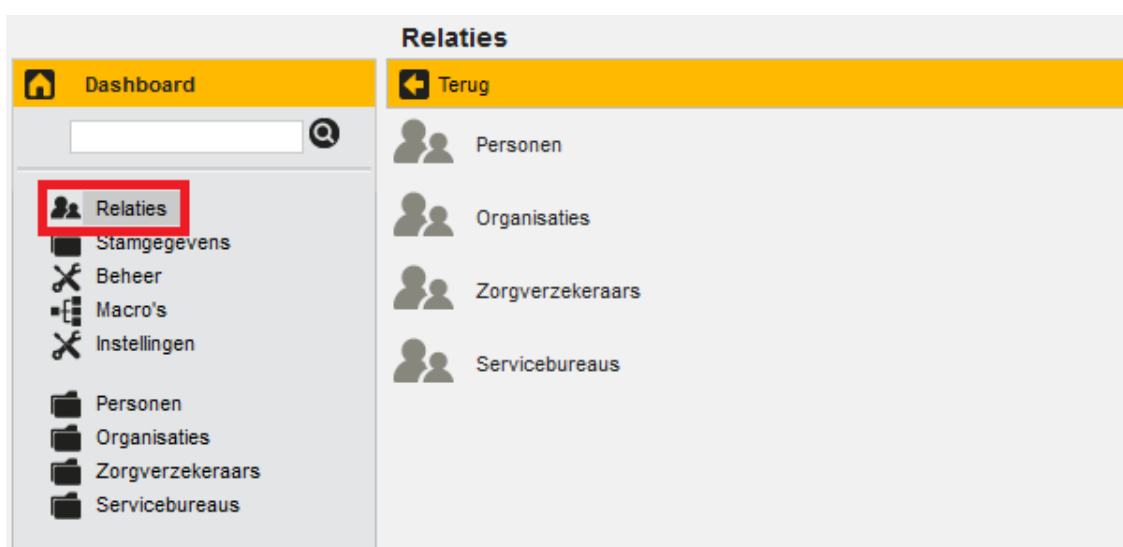 Relaties
Dashboard
Terug
Relaties
Stamgegevens
Beheer
Macro's
Instellingen
Personen
Organisaties
Zorgverzekeraars
Servicebureaus
Personen
Organisaties
Zorgverzekeraars
Servicebureaus